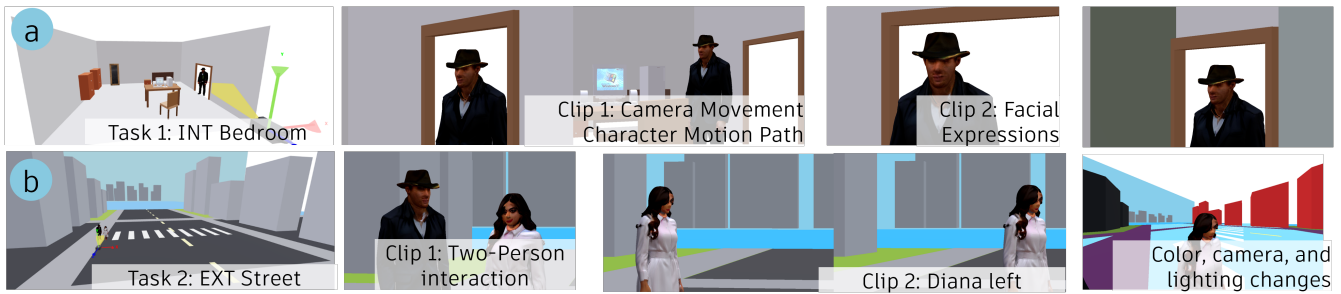 a
Task 1: INT Bedroom
Clip 1: Camera Movement
Character Motion Path
Clip 2: Facial
Expressions
b
Task 2: EXT Street
Clip 1: Two-Person
interaction
Clip 2: Diana left
Color, camera, and
lighting changes